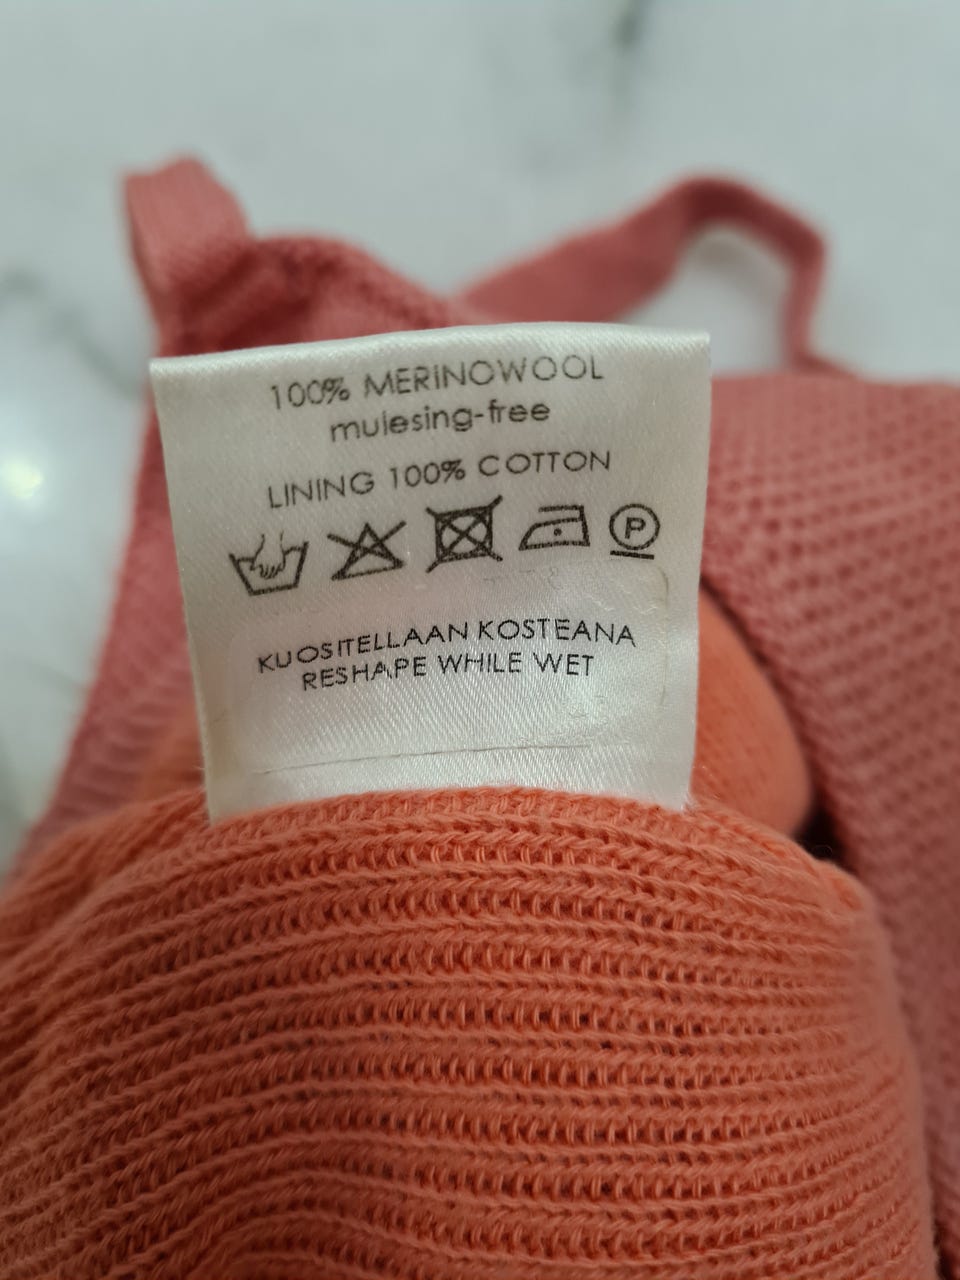 100% MERINOWOOL
mulesing-free
LINING 100% COTTON
P
KUOSITELLAAN KOSTEANA
RESHAPE WHILE WET